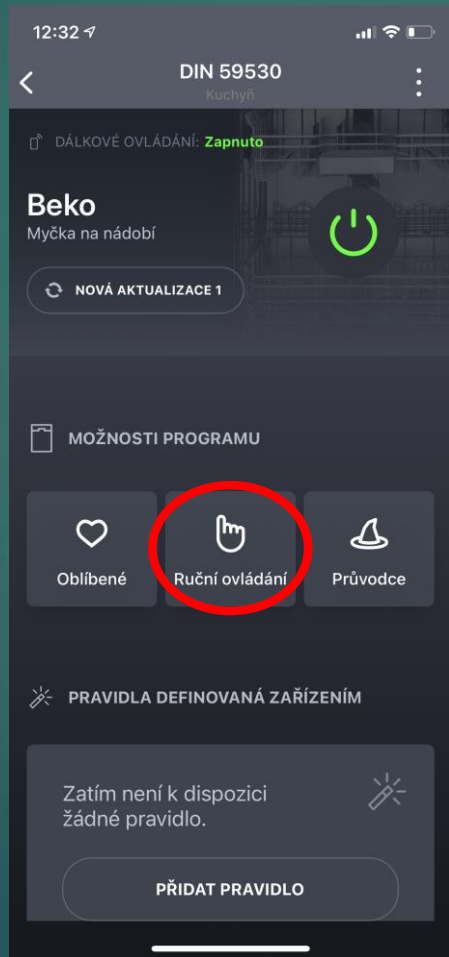 12:32
DIN 59530
Kuchyň
DÁLKOVÉ OVLÁDÁNÍ: Zapnuto
Beko
Myčka na nádobí
NOVÁ AKTUALIZACE 1
MOŽNOSTI PROGRAMU
Oblíbené
Ruční ovládání
Průvodce
PRAVIDLA DEFINOVANÁ ZAŘÍZENÍM
Zatím není k dispozici
žádné pravidlo.
PŘIDAT PRAVIDLO